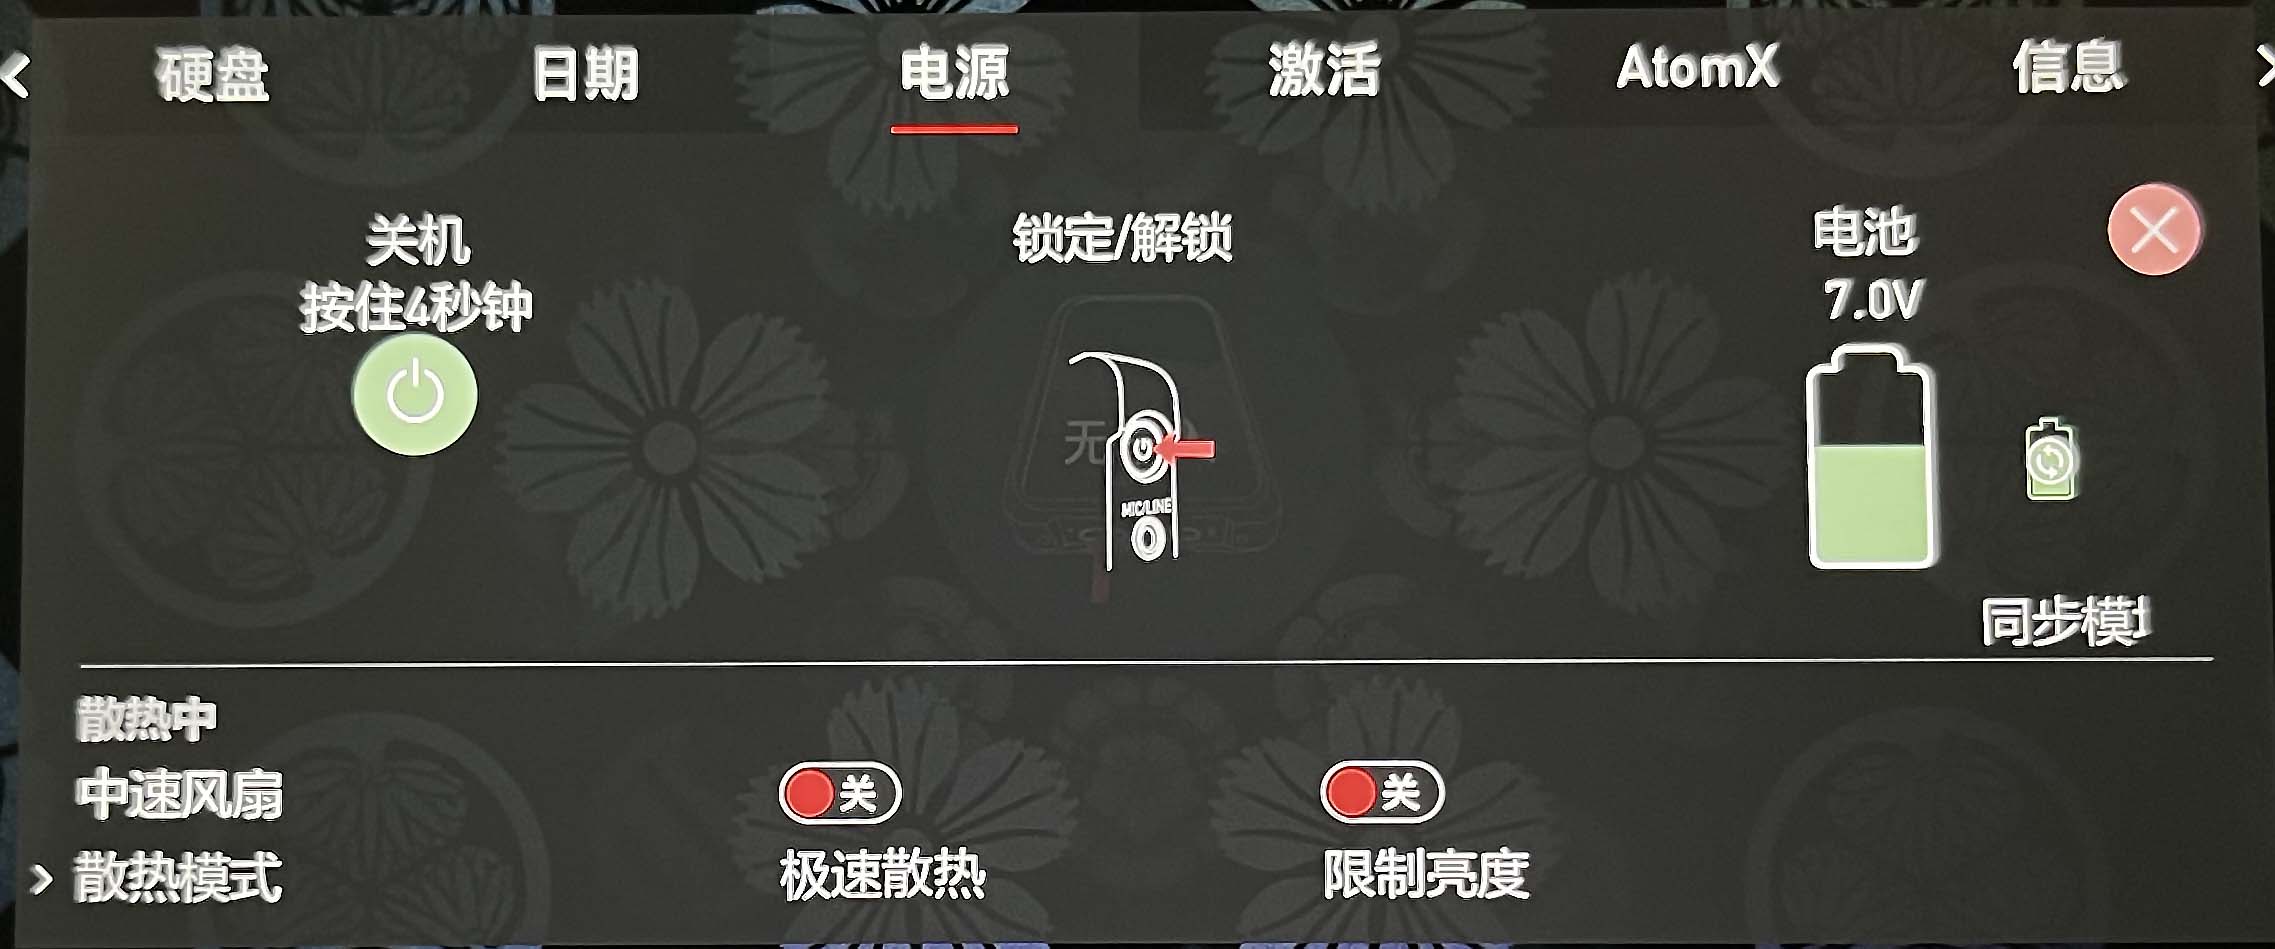 硬盘 日期 电源 激活 AtomX 信息
关机
按住4秒钟
锁定/解锁
无
MIC/LINE
电池
7.0V
同步模
散热中
中速风扇
散热模式
关
极速散热
关
限制亮度